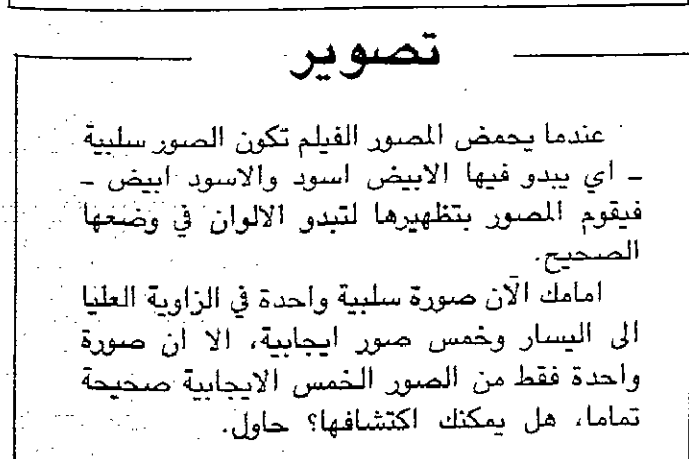 تصوير
عندما يحمض المصور الفيلم تكون الصور سلبية
ـ اي يبدو فيها الابيض اسود والاسود ابيض ـ
فيقوم المصور بتظهيرها لتبدو الالوان في وضعها
الصحيح.
امامك الآن صورة سلبية واحدة في الزاوية العليا
الى اليسار وخمس صور ايجابية، الا ان صورة
واحدة فقط من الصور الخمس الايجابية صحيحة
تماما، هل يمكنك اكتشافها؟ حاول.